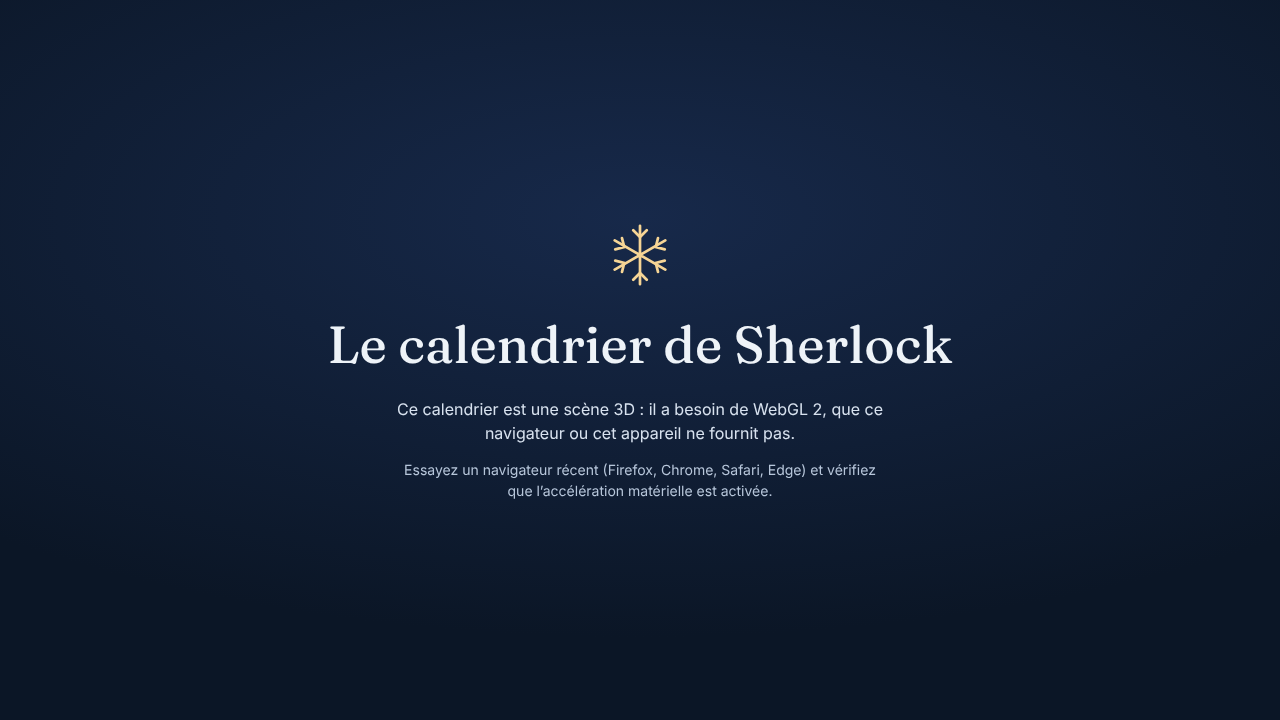 Le calendrier de Sherlock
Ce calendrier est une scène 3D : il a besoin de WebGL 2, que ce
navigateur ou cet appareil ne fournit pas.
Essayez un navigateur récent (Firefox, Chrome, Safari, Edge) et vérifiez
que l’accélération matérielle est activée.